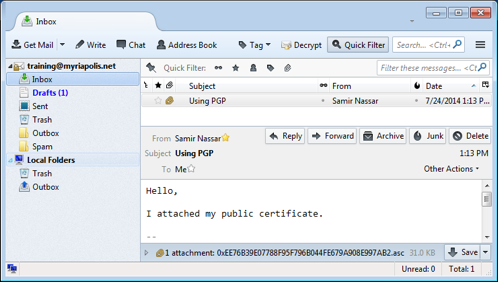 Inbox
Get Mail
Write
Chat
Address Book
Tag
Decrypt
Quick Filter
Search... <Ctrl+
training@myriapolis.net
Inbox
Drafts (1)
Sent
Trash
Outbox
Spam
Local Folders
Trash
Outbox
Quick Filter:
Filter these messages... <Ctrl+
Subject From Date
Using PGP Samir Nassar 7/24/2014 1:13 P...
From Samir Nassar
Reply Forward Archive Junk Delete
Subject Using PGP 1:13 PM
To Me Other Actions
Hello,
I attached my public certificate.
--
1 attachment: 0xEE76B39E07788F95F796B044FE679A908E997AB2.asc 31.0 KB Save
Unread: 0 Total: 1